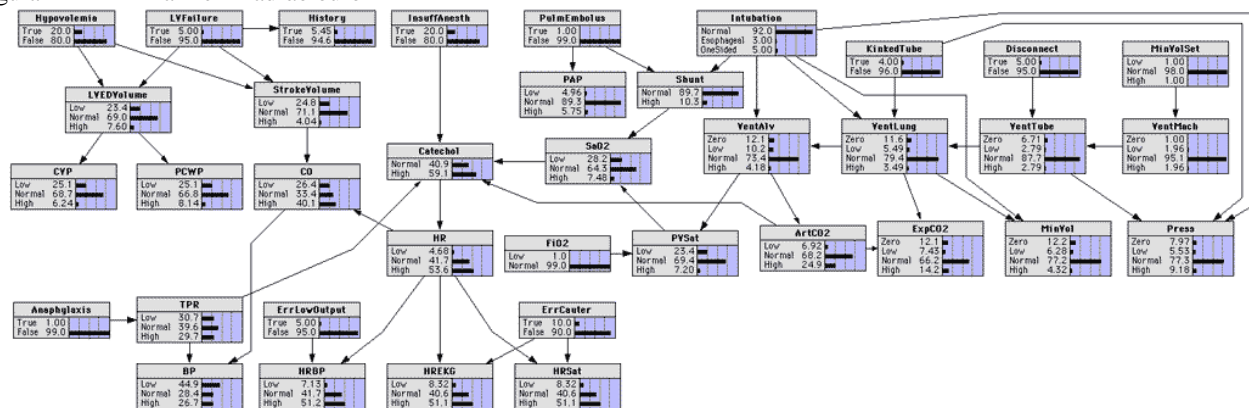 Hypovolemia
True 20.0
False 80.0
LVFailure
True 5.00
False 95.0
History
True 5.45
False 94.6
InsuffAnesth
True 20.0
False 80.0
PulmEmbolus
True 1.00
False 99.0
Intubation
Normal 92.0
Esophageal 3.00
OneSided 5.00
KinkedTube
True 4.00
False 96.0
Disconnect
True 5.00
False 95.0
MinVolSet
Low 1.00
Normal 98.0
High 1.00
LVEDVolume
Low 23.4
Normal 69.0
High 7.60
StrokeVolume
Low 24.8
Normal 71.1
High 4.04
PAP
Low 4.96
Normal 89.3
High 5.75
Shunt
Normal 89.7
High 10.3
CVP
Low 25.1
Normal 68.7
High 6.24
PCWP
Low 25.1
Normal 66.8
High 8.14
CO
Low 26.4
Normal 33.4
High 40.1
Catechol
Normal 40.9
High 59.1
SaO2
Low 28.2
Normal 64.3
High 7.48
VentAlv
Zero 12.1
Low 10.2
Normal 73.4
High 4.18
VentLung
Zero 11.6
Low 5.49
Normal 79.4
High 3.49
VentTube
Zero 6.71
Low 2.79
Normal 87.7
High 2.79
VentMach
Zero 1.00
Low 1.96
Normal 95.1
High 1.96
HR
Low 4.68
Normal 41.7
High 53.6
FiO2
Low 1.0
Normal 99.0
PVSat
Low 23.4
Normal 69.4
High 7.20
ArtCO2
Low 6.92
Normal 68.2
High 24.9
ExpCO2
Zero 12.1
Low 7.43
Normal 66.2
High 14.2
MinVol
Zero 12.2
Low 6.28
Normal 77.2
High 4.32
Press
Zero 7.97
Low 5.53
Normal 77.3
High 9.18
Anaphylaxis
True 1.00
False 99.0
TPR
Low 30.7
Normal 39.6
High 29.7
ErrLowOutput
True 5.00
False 95.0
ErrCauter
True 10.0
False 90.0
BP
Low 44.9
Normal 28.4
High 26.7
HRBP
Low 7.13
Normal 41.7
High 51.2
HREKG
Low 8.32
Normal 40.6
High 51.1
HRSat
Low 8.32
Normal 40.6
High 51.1